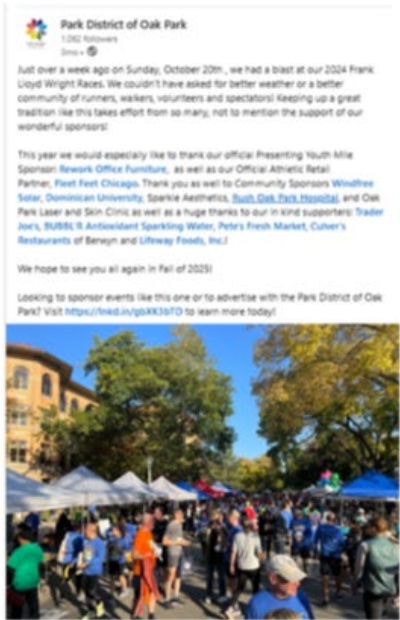 Park District of Oak Park
1,062 followers
3mo •
Just over a week ago on Sunday, October 20th , we had a blast at our 2024 Frank
Lloyd Wright Races. We couldn't have asked for better weather or a better
community of runners, walkers, volunteers and spectators! Keeping up a great
tradition like this takes effort from so many, not to mention the support of our
wonderful sponsors!
This year we would especially like to thank our official Presenting Youth Mile
Sponsor: Rework Office Furniture, as well as our Official Athletic Retail
Partner, Fleet Feet Chicago. Thank you as well to Community Sponsors Windfree
Solar, Dominican University, Sparkle Aesthetics, Rush Oak Park Hospital, and Oak
Park Laser and Skin Clinic as well as a huge thanks to our in kind supporters: Trader
Joe's, BUBBL'R Antioxidant Sparkling Water, Pete's Fresh Market, Culver's
Restaurants of Berwyn and Lifeway Foods, Inc.!
We hope to see you all again in Fall of 2025!
Looking to sponsor events like this one or to advertise with the Park District of Oak
Park? Visit https://lnkd.in/gbXK3bTD to learn more today!